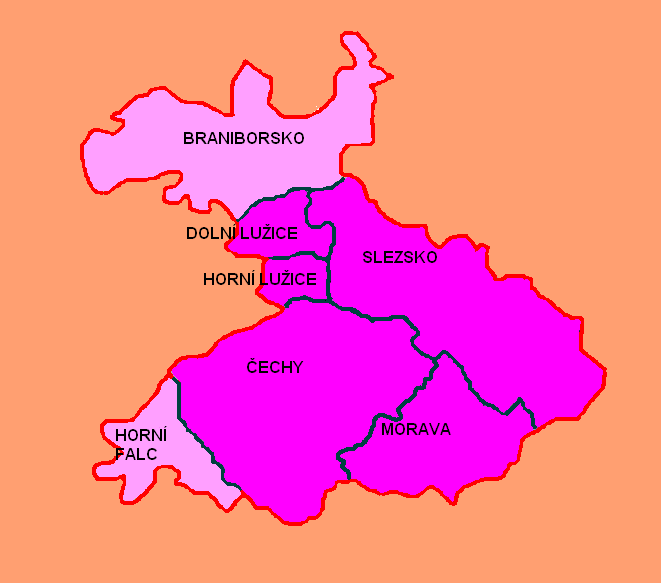 BRANIBORSKO
DOLNÍ LUŽICE
SLEZSKO
HORNÍ LUŽICE
ČECHY
MORAVA
HORNÍ
FALC